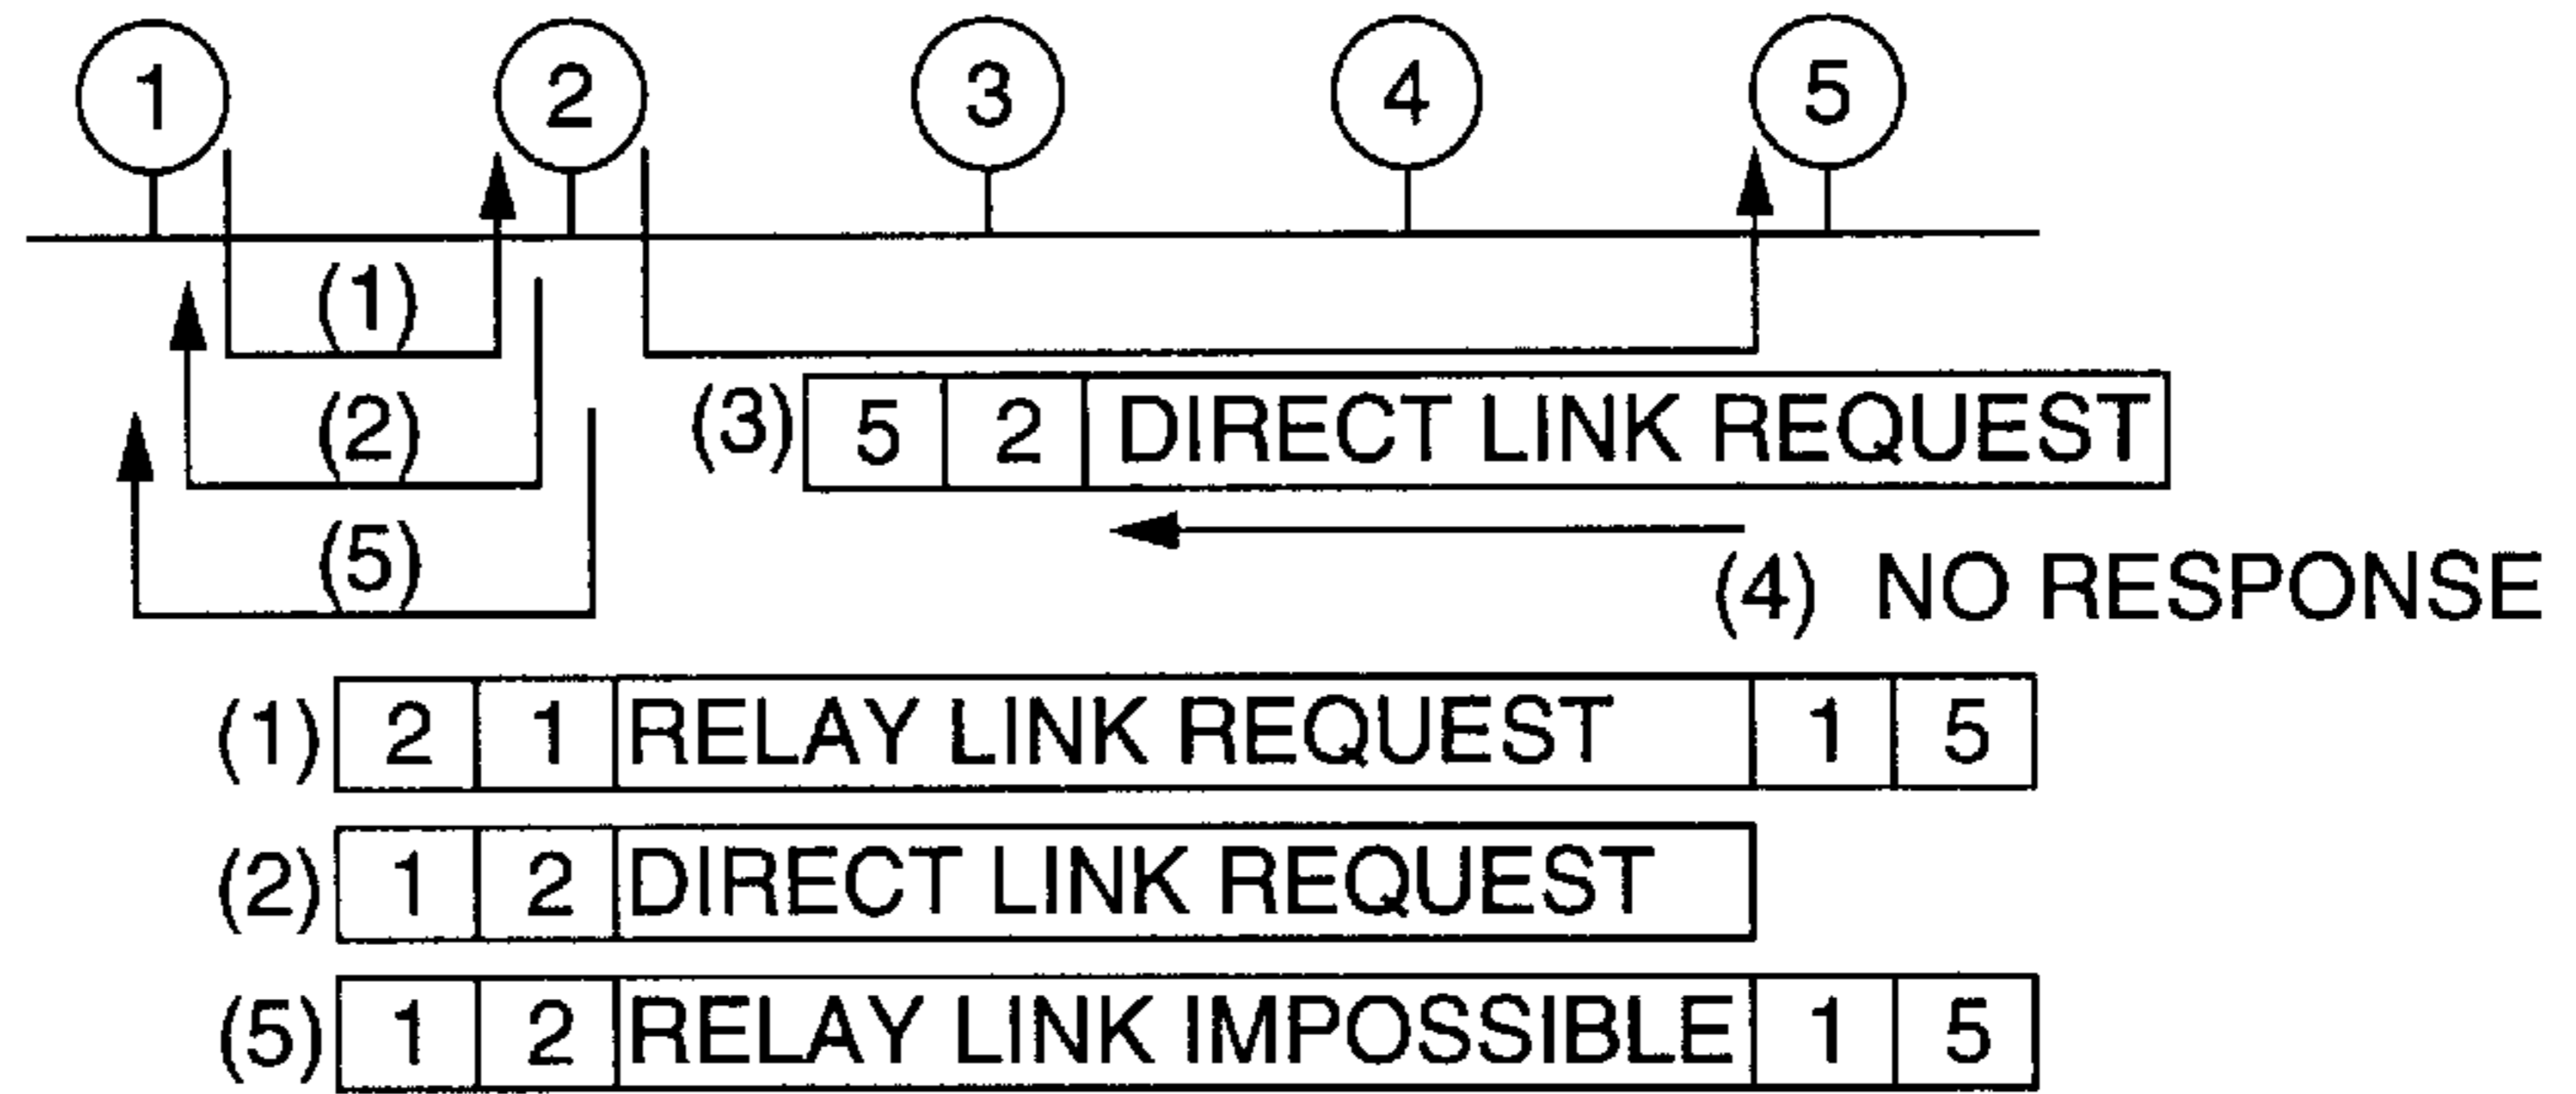 1 2 3 4 5
(1)
(2)
(3) 5 2 DIRECT LINK REQUEST
(5)
(4) NO RESPONSE
(1) 2 1 RELAY LINK REQUEST 1 5
(2) 1 2 DIRECT LINK REQUEST
(5) 1 2 RELAY LINK IMPOSSIBLE 1 5